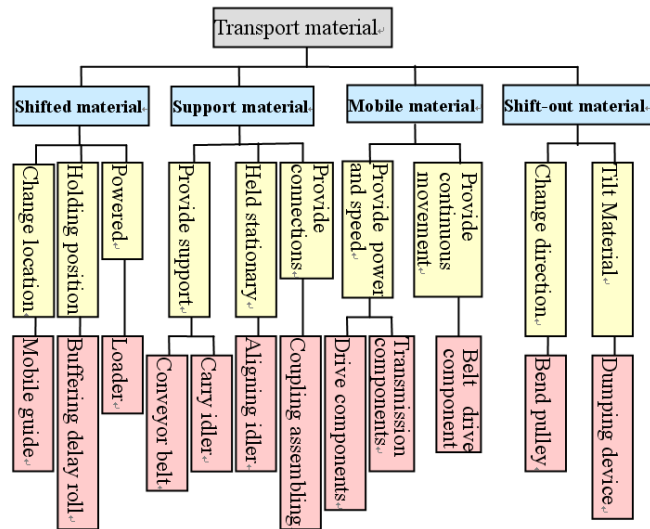 Transport material
Shifted material
Support material
Mobile material
Shift-out material
Change location
Holding position
Powered
Provide support
Held stationary
Provide
connections
Provide power
and speed
Provide
continuous
movement
Change direction
Tilt Material
Mobile guide
Buffering delay roll
Loader
Conveyor belt
Carry idler
Aligning idler
Coupling assembling
Drive components
Transmission
components
Belt drive
component
Bend pulley
Dumping device